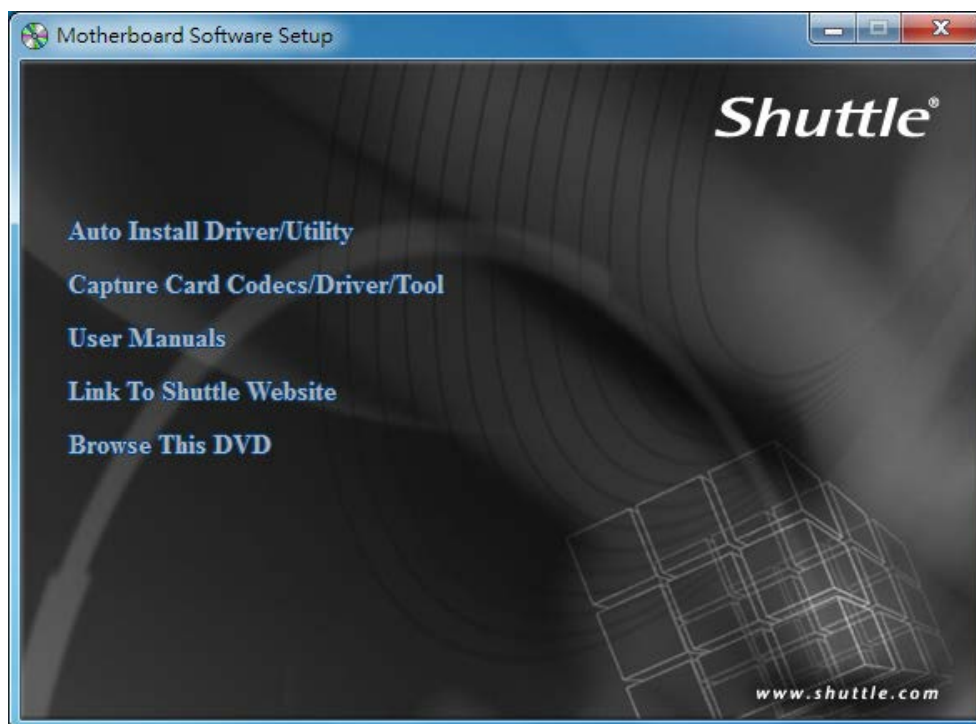 Motherboard Software Setup
Shuttle®
Auto Install Driver/Utility
Capture Card Codecs/Driver/Tool
User Manuals
Link To Shuttle Website
Browse This DVD
www.shuttle.com